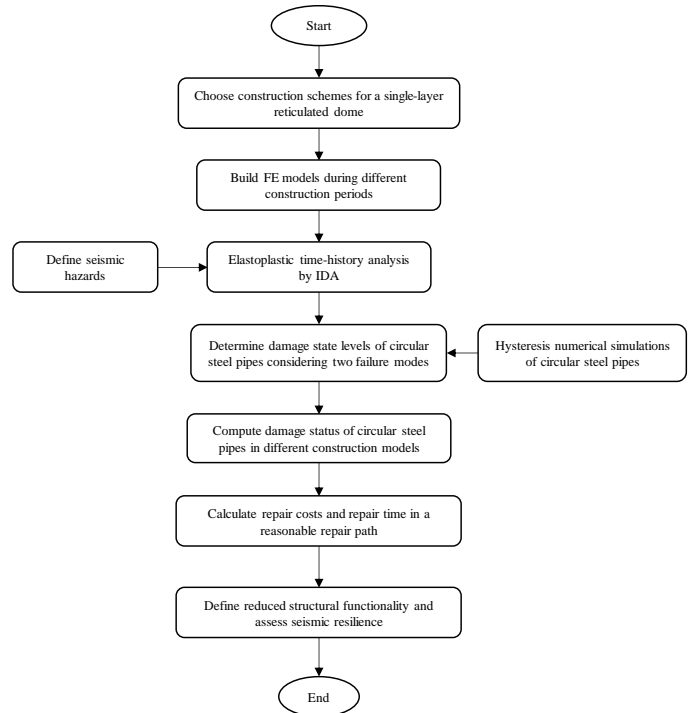 Start
Choose construction schemes for a single-layer
reticulated dome
Build FE models during different
construction periods
Define seismic
hazards
Elastoplastic time-history analysis
by IDA
Determine damage state levels of circular
steel pipes considering two failure modes
Hysteresis numerical simulations
of circular steel pipes
Compute damage status of circular steel
pipes in different construction models
Calculate repair costs and repair time in a
reasonable repair path
Define reduced structural functionality and
assess seismic resilience
End